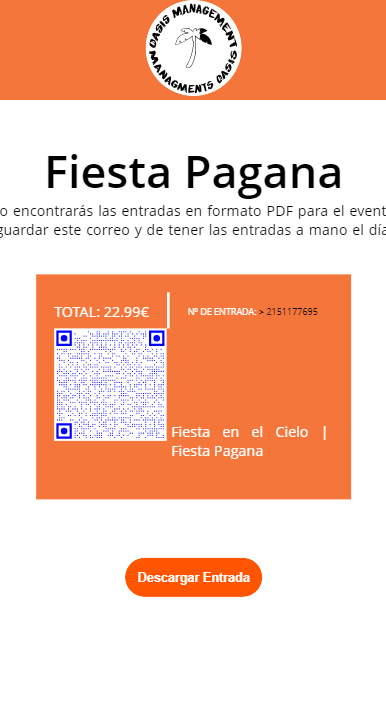 OASIS MANAGEMENT
MANAGMENTS OASIS
Fiesta Pagana
o encontrarás las entradas en formato PDF para el event
guardar este correo y de tener las entradas a mano el día
TOTAL: 22.99€
Nº DE ENTRADA: > 2151177695
Fiesta en el Cielo |
Fiesta Pagana
Descargar Entrada